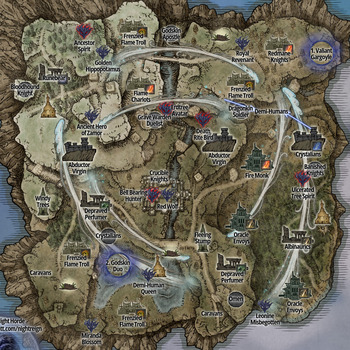 Ancestor
Spirit
Frenzied
Flame Troll
Godskin
Apostle
Royal
Revenant
Redmane
Knights
1. Valiant
Gargoyle
Golden
Hippopotamus
Bloodhound
Knight
Flame
Chariots
Frenzied
Flame Troll
Erdtree
Avatar
Grave Warden
Duelist
Dragonkin
Soldier
Demi-Humans
Ancient Hero
of Zamor
Death
Rite Bird
Abductor
Virgin
Abductor
Virgin
Crystalians
Fire Monk
Banished
Knights
Ulcerated
Tree Spirit
Crucible
Knights
Bell Bearing
Hunter
Red Wolf
Windy
Trees
Depraved
Perfumer
Crystalians
Fleeing
Stump
Oracle
Envoys
Albinaurics
Caravans
Frenzied
Flame Troll
2. Godskin
Duo
Demi-Human
Queen
Depraved
Perfumer
Omen
Oracle
Envoys
Leonine
Misbegotten
Caravans
Frenzied
Flame Troll
Miranda
Blossom
ight Horde
tt.com/nightreign